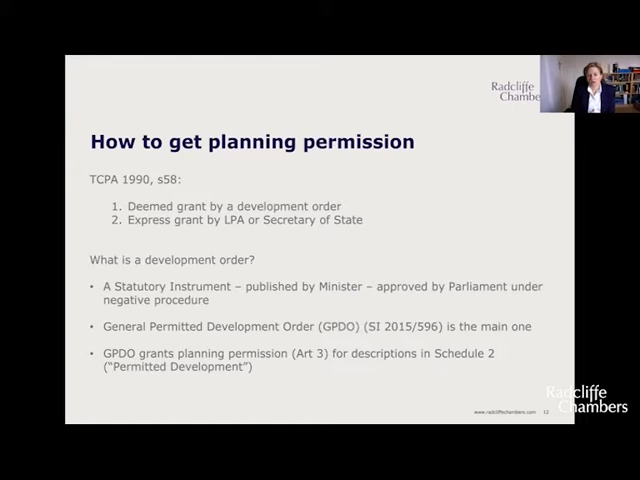 Radcliffe
Chambe
How to get planning permission
TCPA 1990, s58:
1. Deemed grant by a development order
2. Express grant by LPA or Secretary of State
What is a development order?
• A Statutory Instrument – published by Minister – approved by Parliament under
negative procedure
• General Permitted Development Order (GPDO) (SI 2015/596) is the main one
• GPDO grants planning permission (Art 3) for descriptions in Schedule 2
(“Permitted Development”)
Radcliffe
Chambers
www.radcliffechambers.com 12